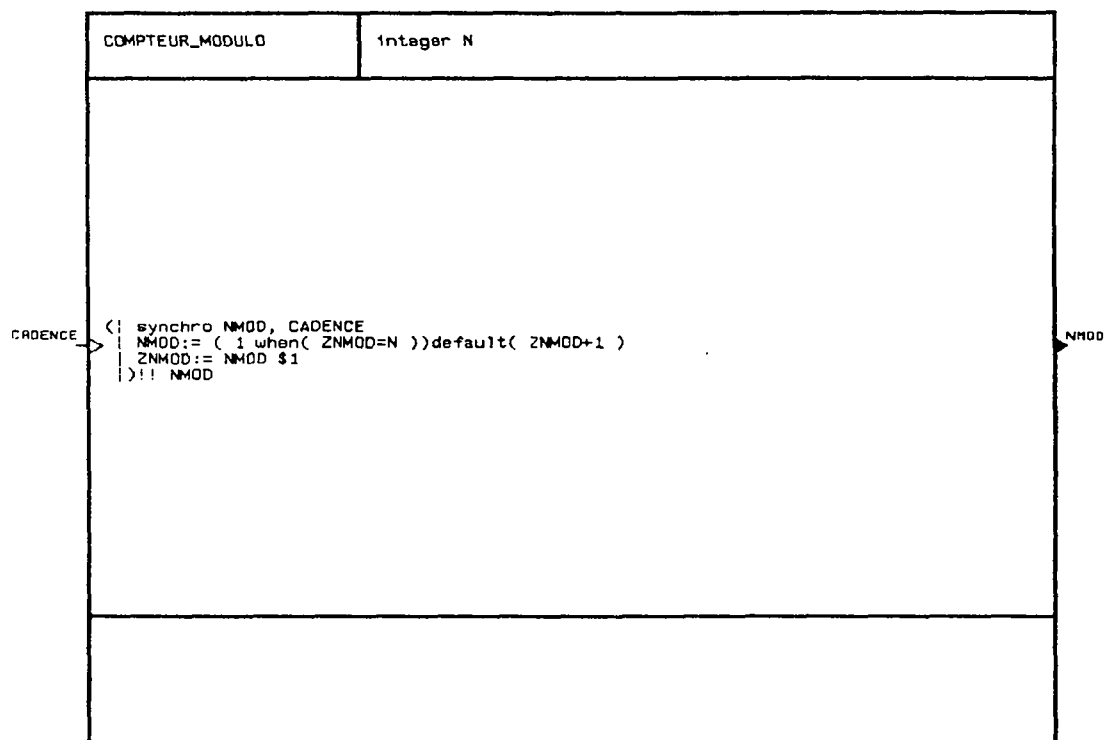 COMPTEUR_MODULO
integer N
CADENCE
(| synchro NMOD, CADENCE
| NMOD:= ( 1 when( ZNMOD=N ))default( ZNMOD+1 )
| ZNMOD:= NMOD $1
|)!! NMOD
NMOD